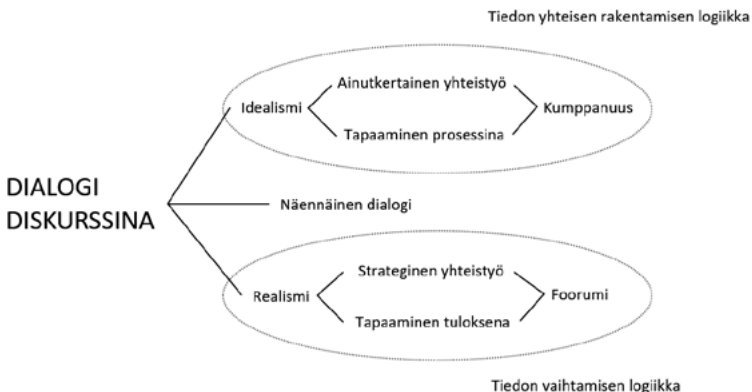 Tiedon yhteisen rakentamisen logiikka
Ainutkertainen yhteistyö
Idealismi
Kumppanuus
Tapaaminen prosessina
DIALOGI
DISKURSSINA
Näennäinen dialogi
Strateginen yhteistyö
Realismi
Foorumi
Tapaaminen tuloksena
Tiedon vaihtamisen logiikka